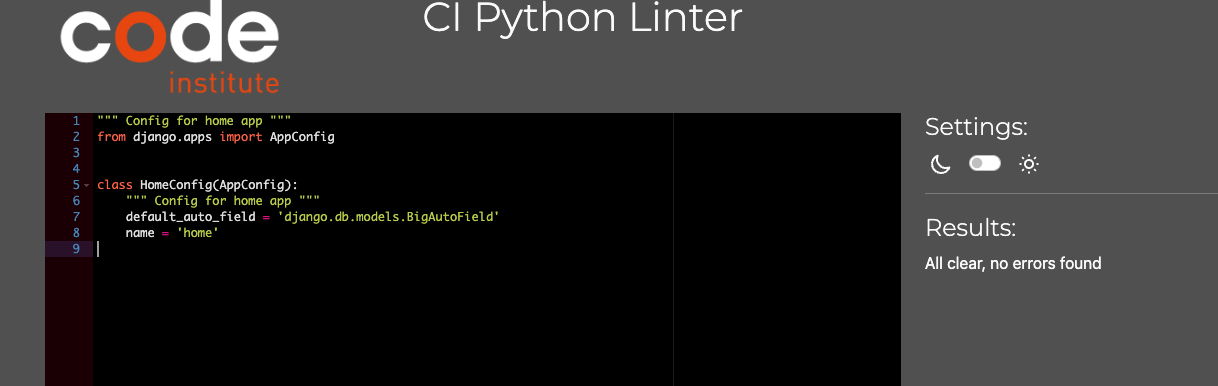 code
institute
CI Python Linter
1 """ Config for home app """
2 from django.apps import AppConfig
3
4
5 class HomeConfig(AppConfig):
6     """ Config for home app """
7     default_auto_field = 'django.db.models.BigAutoField'
8     name = 'home'
9
Settings:
Results:
All clear, no errors found